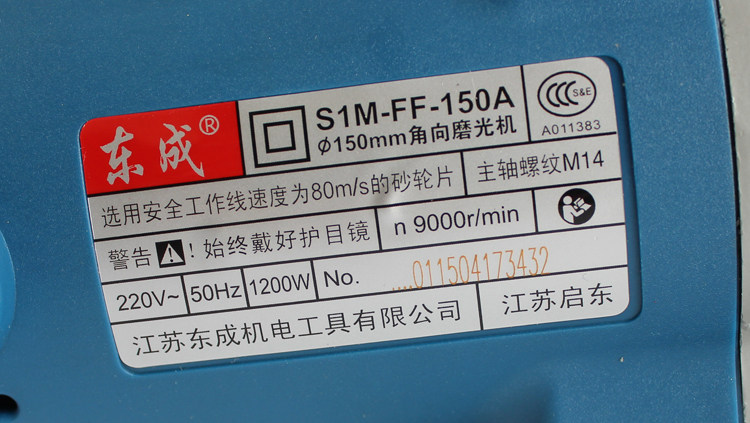 东成®
S1M-FF-150A
Φ150mm角向磨光机
CCC S&E
A011383
选用安全工作线速度为80m/s的砂轮片
主轴螺纹M14
警告 ! ! 始终戴好护目镜
n 9000r/min
220V~
50Hz
1200W
No. ....011504173432
江苏东成机电工具有限公司
江苏启东